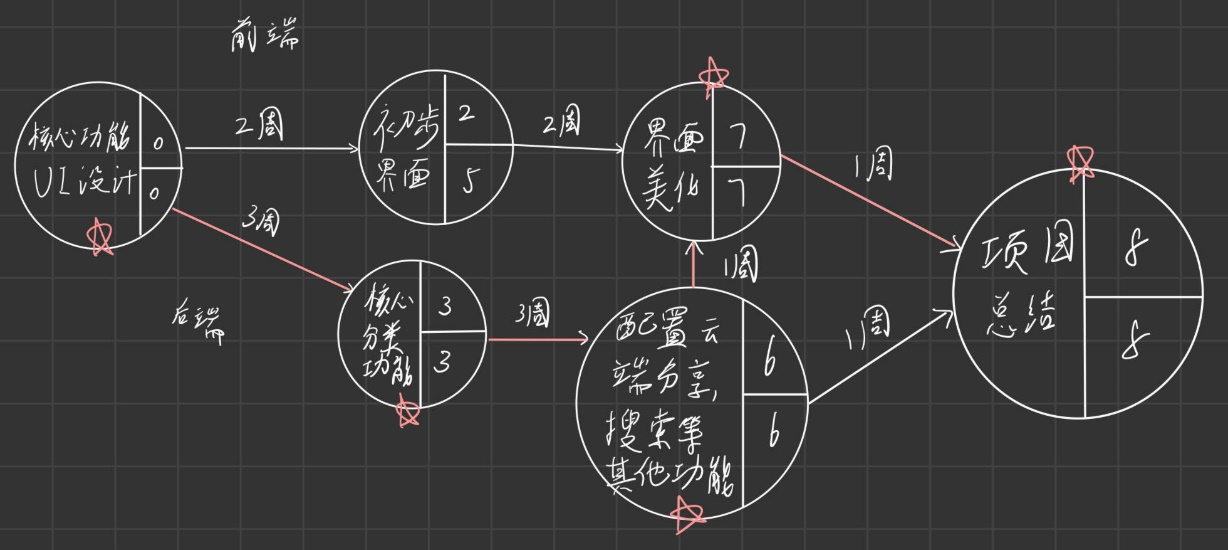 前端
核心功能
UI设计
0
0
2周
初步
界面
2
5
2周
界面
美化
7
7
1周
3周
后端
核心
分类
功能
3
3
3周
1周
配置云
端分享,
搜索等
其他功能
6
6
1周
项目
总结
8
8